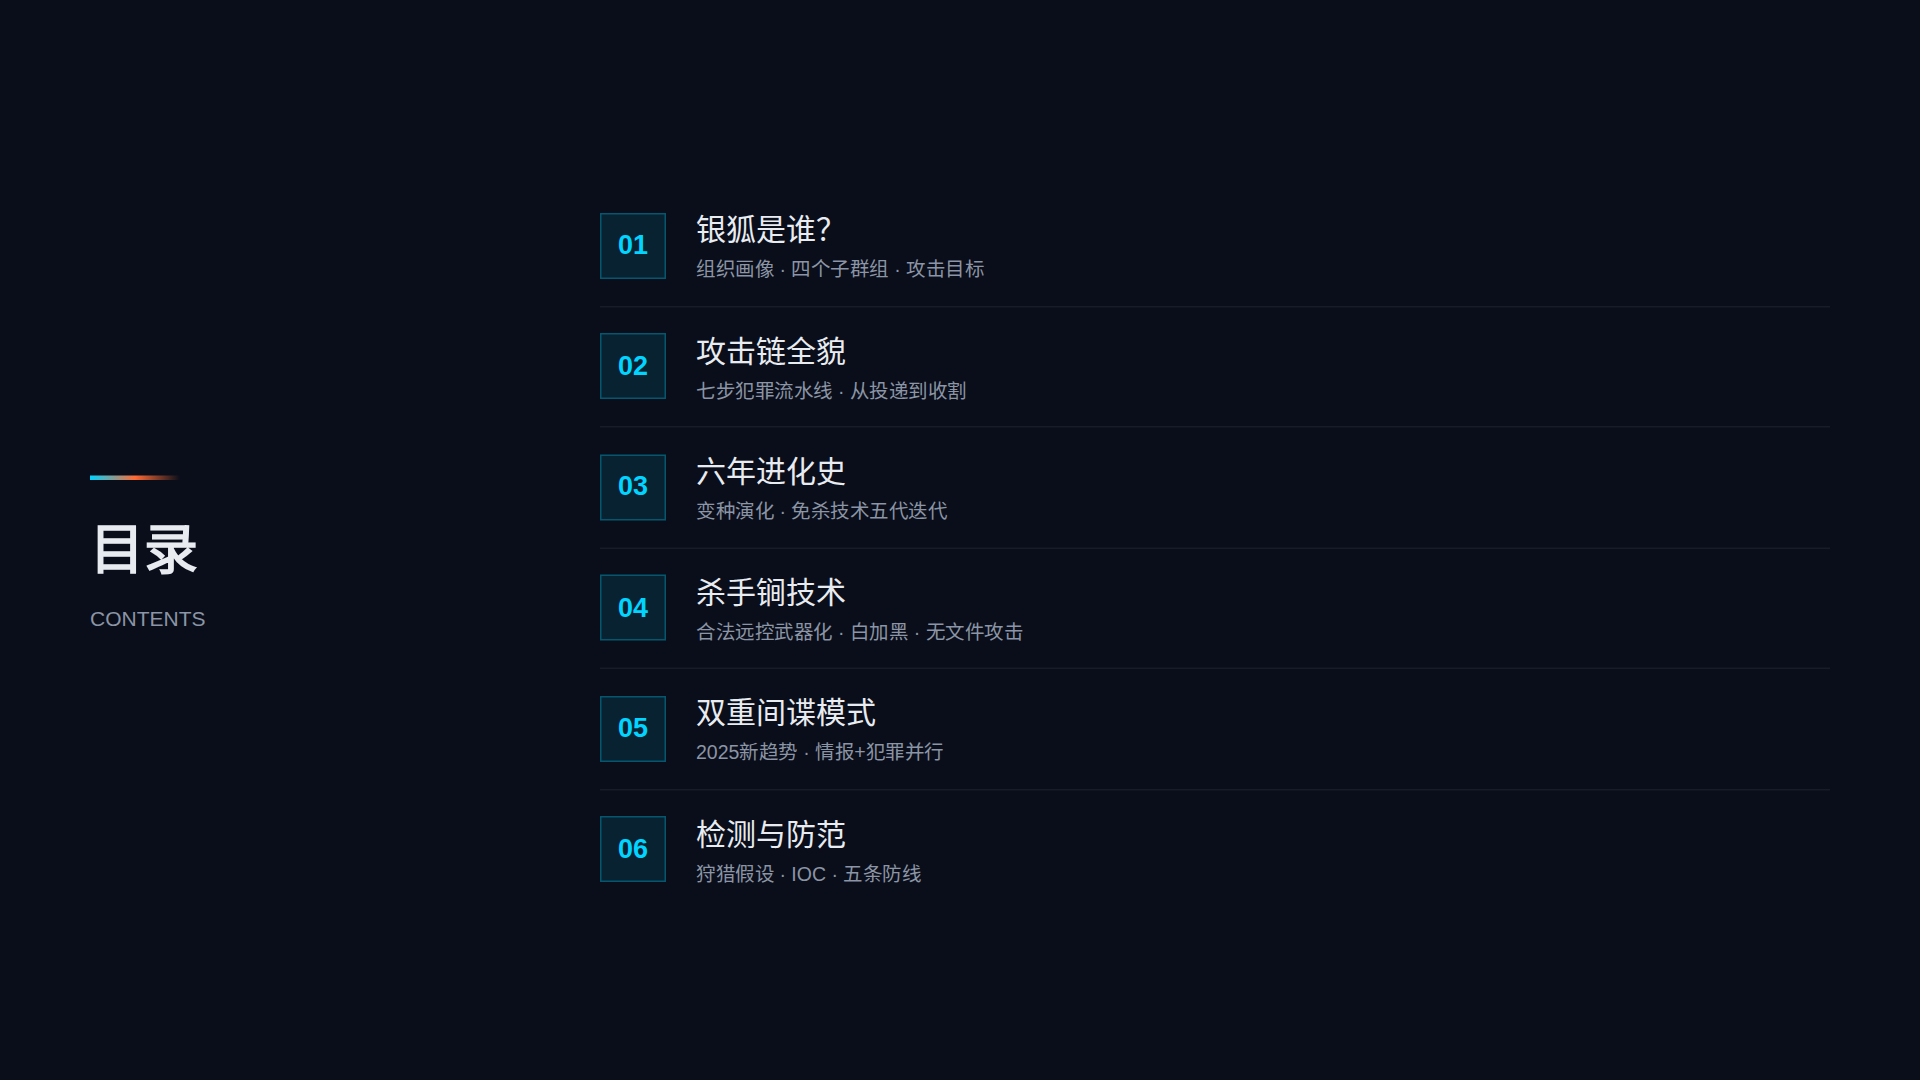 目录
CONTENTS
01
银狐是谁？
组织画像 · 四个子群组 · 攻击目标
02
攻击链全貌
七步犯罪流水线 · 从投递到收割
03
六年进化史
变种演化 · 免杀技术五代迭代
04
杀手锏技术
合法远控武器化 · 白加黑 · 无文件攻击
05
双重间谍模式
2025新趋势 · 情报+犯罪并行
06
检测与防范
狩猎假设 · IOC · 五条防线